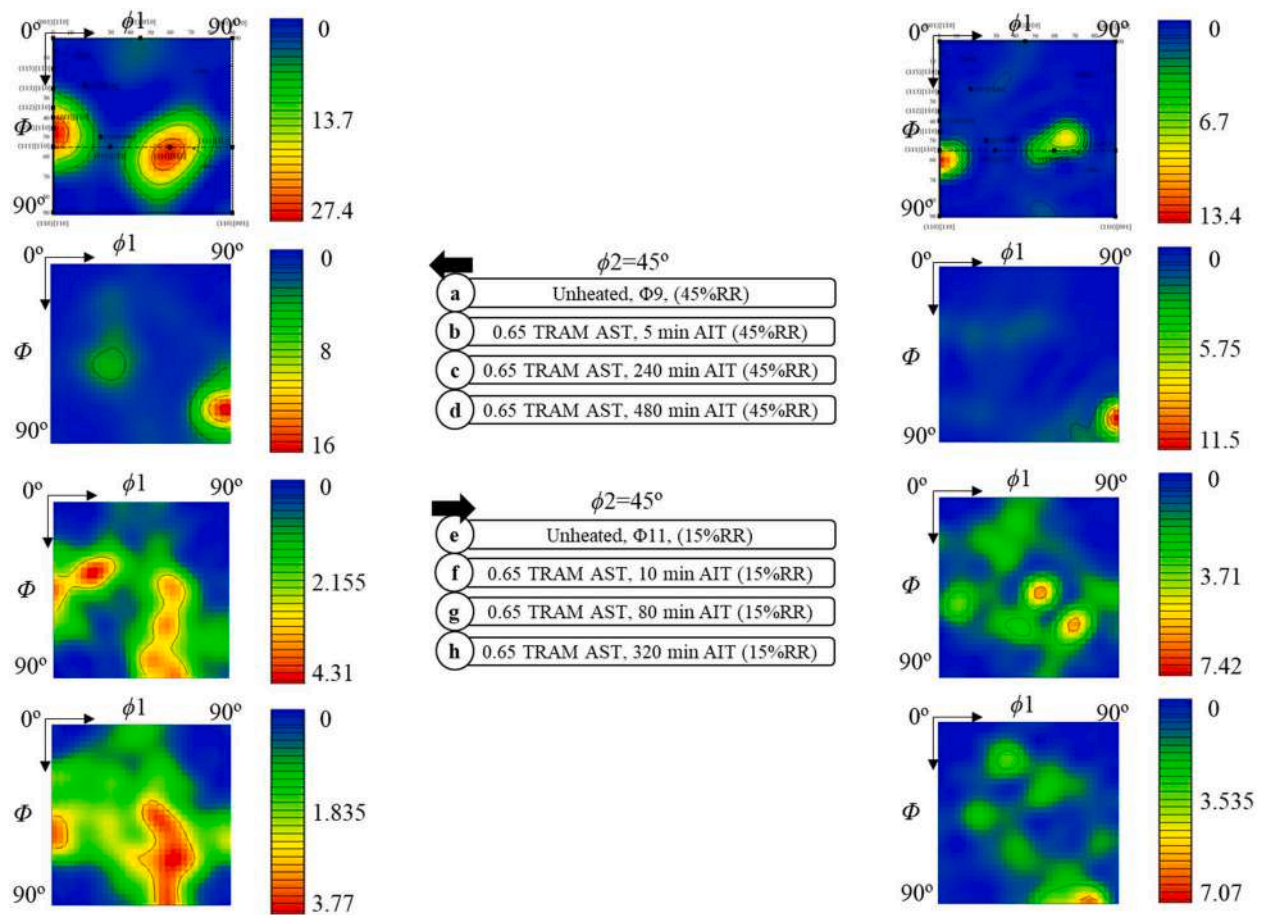 0º ϕ1 90º
Φ
90º
0
13.7
27.4
0º ϕ1 90º
Φ
90º
0
6.7
13.4
0º ϕ1 90º
Φ
90º
0
8
16
ϕ2=45º
a Unheated, Φ9, (45%RR)
b 0.65 TRAM AST, 5 min AIT (45%RR)
c 0.65 TRAM AST, 240 min AIT (45%RR)
d 0.65 TRAM AST, 480 min AIT (45%RR)
0º ϕ1 90º
Φ
90º
0
5.75
11.5
0º ϕ1 90º
Φ
90º
0
2.155
4.31
ϕ2=45º
e Unheated, Φ11, (15%RR)
f 0.65 TRAM AST, 10 min AIT (15%RR)
g 0.65 TRAM AST, 80 min AIT (15%RR)
h 0.65 TRAM AST, 320 min AIT (15%RR)
0º ϕ1 90º
Φ
90º
0
3.71
7.42
0º ϕ1 90º
Φ
90º
0
1.835
3.77
0º ϕ1 90º
Φ
90º
0
3.535
7.07